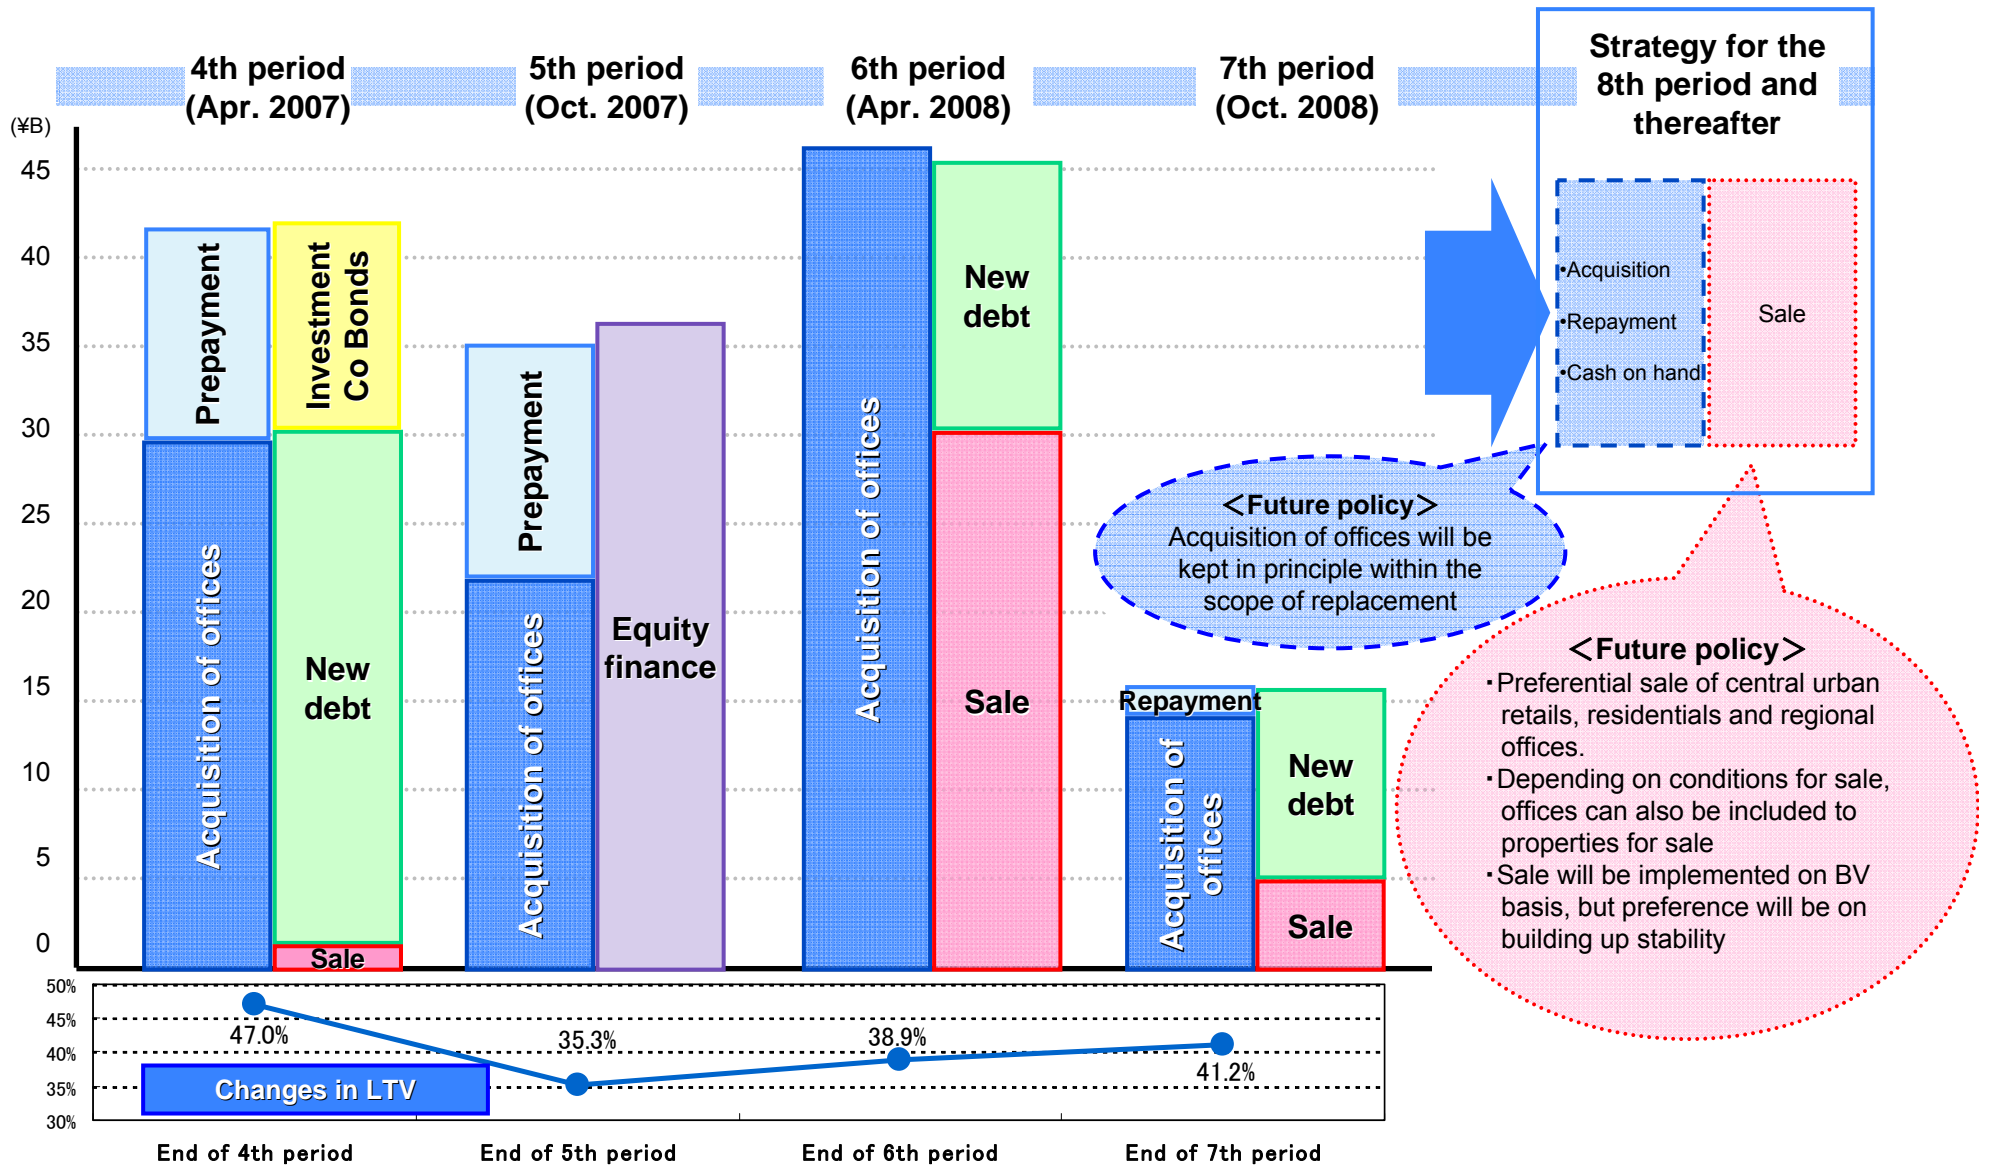 4th period
(Apr. 2007)
5th period
(Oct. 2007)
6th period
(Apr. 2008)
7th period
(Oct. 2008)
Strategy for the
8th period and
thereafter
(¥B)
45
40
35
30
25
20
15
10
5
0
Prepayment
Acquisition of offices
Investment
Co Bonds
New
debt
Sale
Prepayment
Acquisition of offices
Equity
finance
Acquisition of offices
New
debt
Sale
Repayment
Acquisition of
offices
New
debt
Sale
•Acquisition
•Repayment
•Cash on hand
Sale
＜Future policy＞
Acquisition of offices will be
kept in principle within the
scope of replacement
＜Future policy＞
・Preferential sale of central urban
retails, residentials and regional
offices.
・Depending on conditions for sale,
offices can also be included to
properties for sale
・Sale will be implemented on BV
basis, but preference will be on
building up stability
50%
45%
40%
35%
30%
47.0%
35.3%
38.9%
41.2%
Changes in LTV
End of 4th period
End of 5th period
End of 6th period
End of 7th period